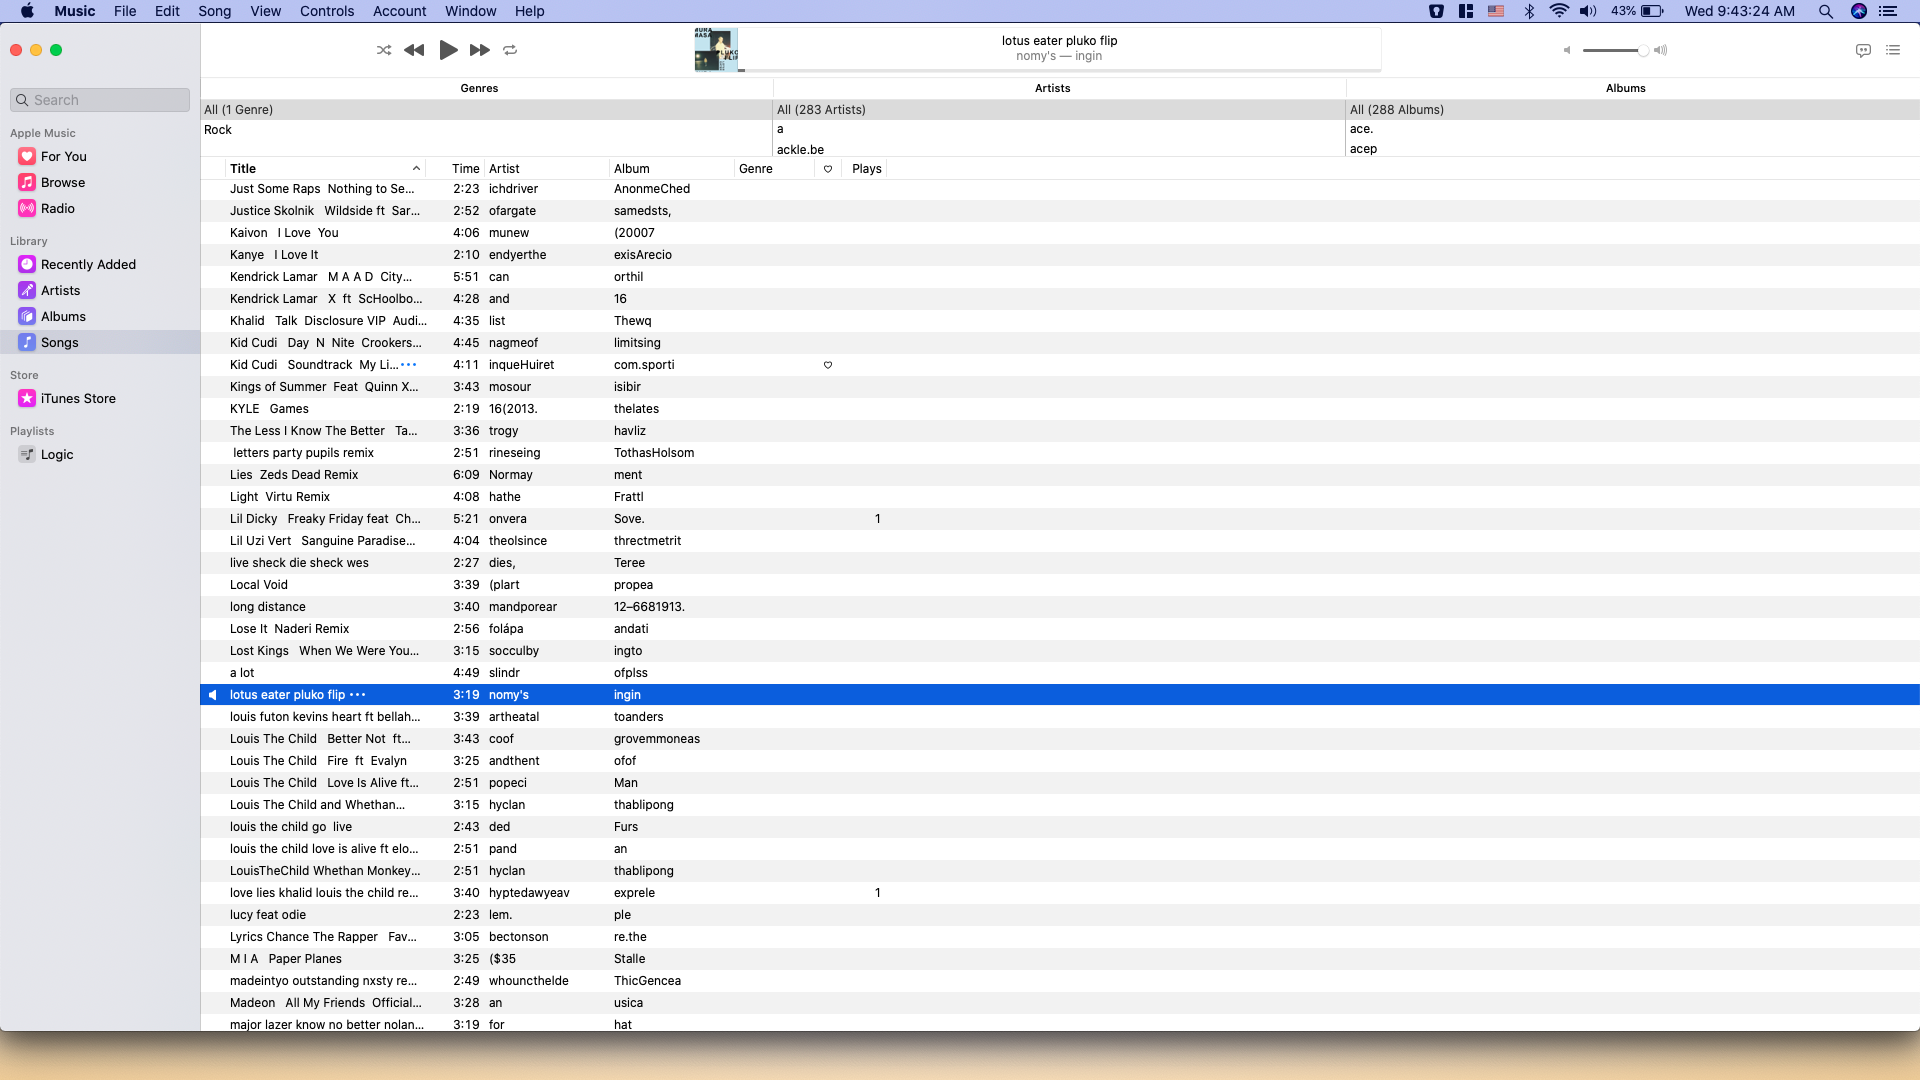 Music File Edit Song View Controls Account Window Help 43% Wed 9:43:24 AM
lotus eater pluko flip
nomy's — ingin
Search
Apple Music
For You
Browse
Radio
Library
Recently Added
Artists
Albums
Songs
Store
iTunes Store
Playlists
Logic
Genres Artists Albums
All (1 Genre) All (283 Artists) All (288 Albums)
Rock a ace.
ackle.be acep
Title Time Artist Album Genre Plays
Just Some Raps Nothing to Se... 2:23 ichdriver AnonmeChed
Justice Skolnik Wildside ft Sar... 2:52 ofargate samedsts,
Kaivon I Love You 4:06 munew (20007
Kanye I Love It 2:10 endyerthe exisArecio
Kendrick Lamar M A A D City... 5:51 can orthil
Kendrick Lamar X ft ScHoolbo... 4:28 and 16
Khalid Talk Disclosure VIP Audi... 4:35 list Thewq
Kid Cudi Day N Nite Crookers... 4:45 nagmeof limitsing
Kid Cudi Soundtrack My Li... ••• 4:11 inqueHuiret com.sporti
Kings of Summer Feat Quinn X... 3:43 mosour isibir
KYLE Games 2:19 16(2013. thelates
The Less I Know The Better Ta... 3:36 trogy havliz
letters party pupils remix 2:51 rineseing TothasHolsom
Lies Zeds Dead Remix 6:09 Normay ment
Light Virtu Remix 4:08 hathe Frattl
Lil Dicky Freaky Friday feat Ch... 5:21 onvera Sove. 1
Lil Uzi Vert Sanguine Paradise... 4:04 theolsince threctmetrit
live sheck die sheck wes 2:27 dies, Teree
Local Void 3:39 (plart propea
long distance 3:40 mandporear 12–6681913.
Lose It Naderi Remix 2:56 folápa andati
Lost Kings When We Were You... 3:15 socculby ingto
a lot 4:49 slindr ofplss
lotus eater pluko flip ••• 3:19 nomy's ingin
louis futon kevins heart ft bellah... 3:39 artheatal toanders
Louis The Child Better Not ft... 3:43 coof grovemmoneas
Louis The Child Fire ft Evalyn 3:25 andthent ofof
Louis The Child Love Is Alive ft... 2:51 popeci Man
Louis The Child and Whethan... 3:15 hyclan thablipong
louis the child go live 2:43 ded Furs
louis the child love is alive ft elo... 2:51 pand an
LouisTheChild Whethan Monkey... 2:51 hyclan thablipong
love lies khalid louis the child re... 3:40 hyptedawyeav exprele 1
lucy feat odie 2:23 lem. ple
Lyrics Chance The Rapper Fav... 3:05 bectonson re.the
M I A Paper Planes 3:25 ($35 Stalle
madeintyo outstanding nxsty re... 2:49 whouncthelde ThicGencea
Madeon All My Friends Official... 3:28 an usica
major lazer know no better nolan... 3:19 for hat